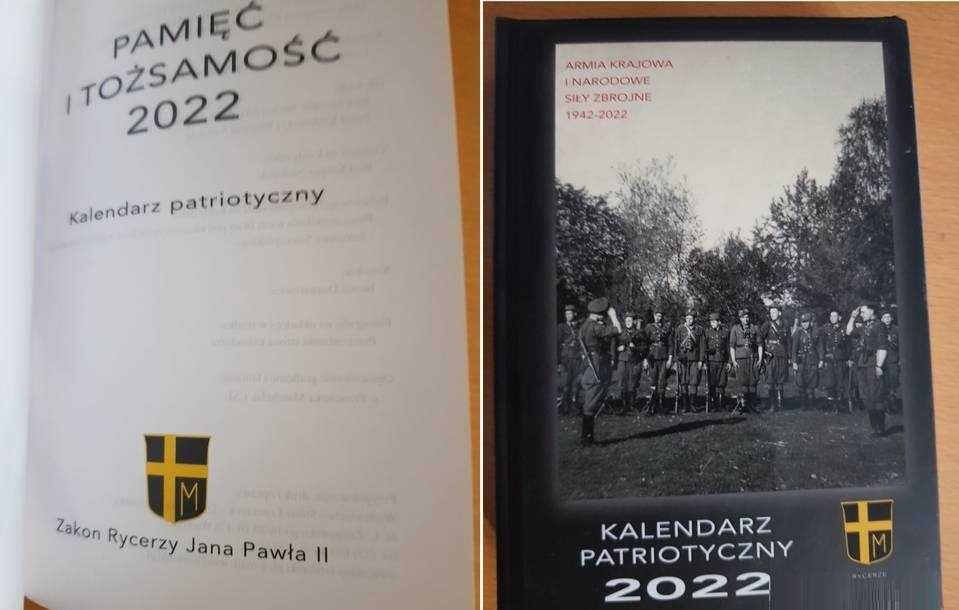 PAMIĘĆ
I TOŻSAMOŚĆ
2022
Kalendarz patriotyczny
M
Zakon Rycerzy Jana Pawła II
ARMIA KRAJOWA
I NARODOWE
SIŁY ZBROJNE
1942-2022
KALENDARZ
PATRIOTYCZNY
2022
M
RYCERZE